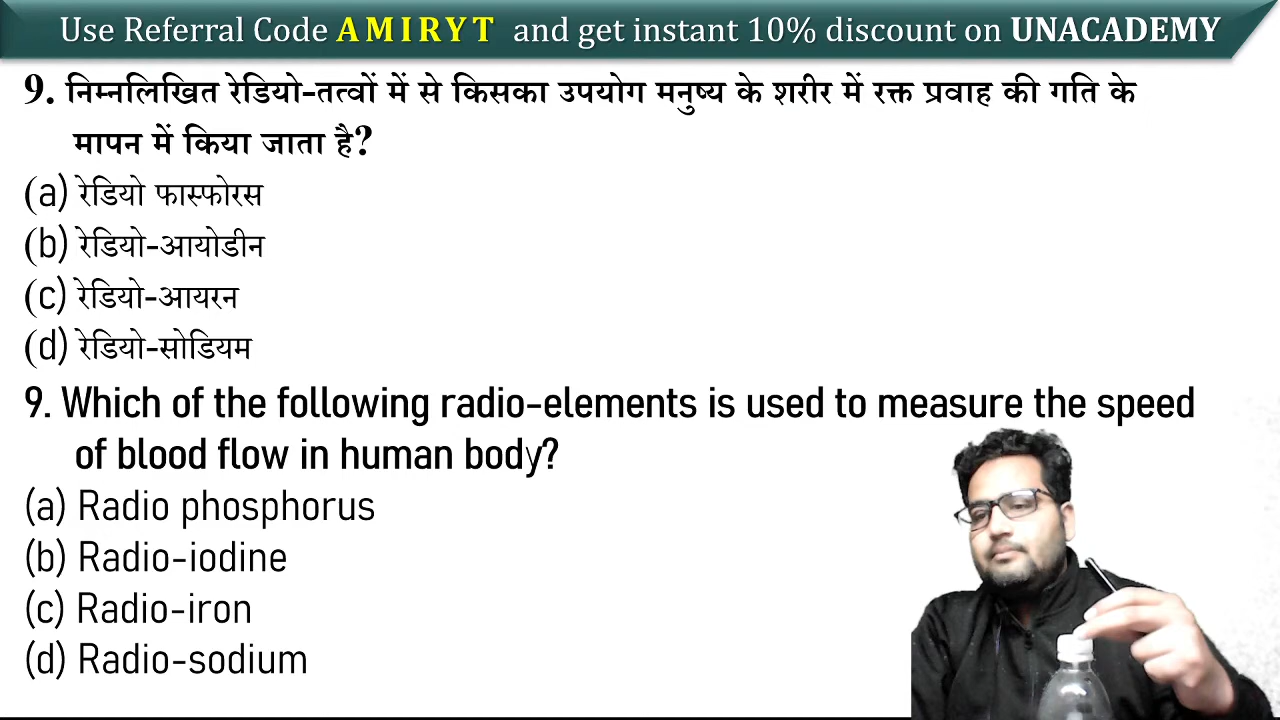 Use Referral Code AMIRYT and get instant 10% discount on UNACADEMY
9. निम्नलिखित रेडियो-तत्वों में से किसका उपयोग मनुष्य के शरीर में रक्त प्रवाह की गति के
मापन में किया जाता है?
(a) रेडियो फास्फोरस
(b) रेडियो-आयोडीन
(c) रेडियो-आयरन
(d) रेडियो-सोडियम
9. Which of the following radio-elements is used to measure the speed
of blood flow in human body?
(a) Radio phosphorus
(b) Radio-iodine
(c) Radio-iron
(d) Radio-sodium